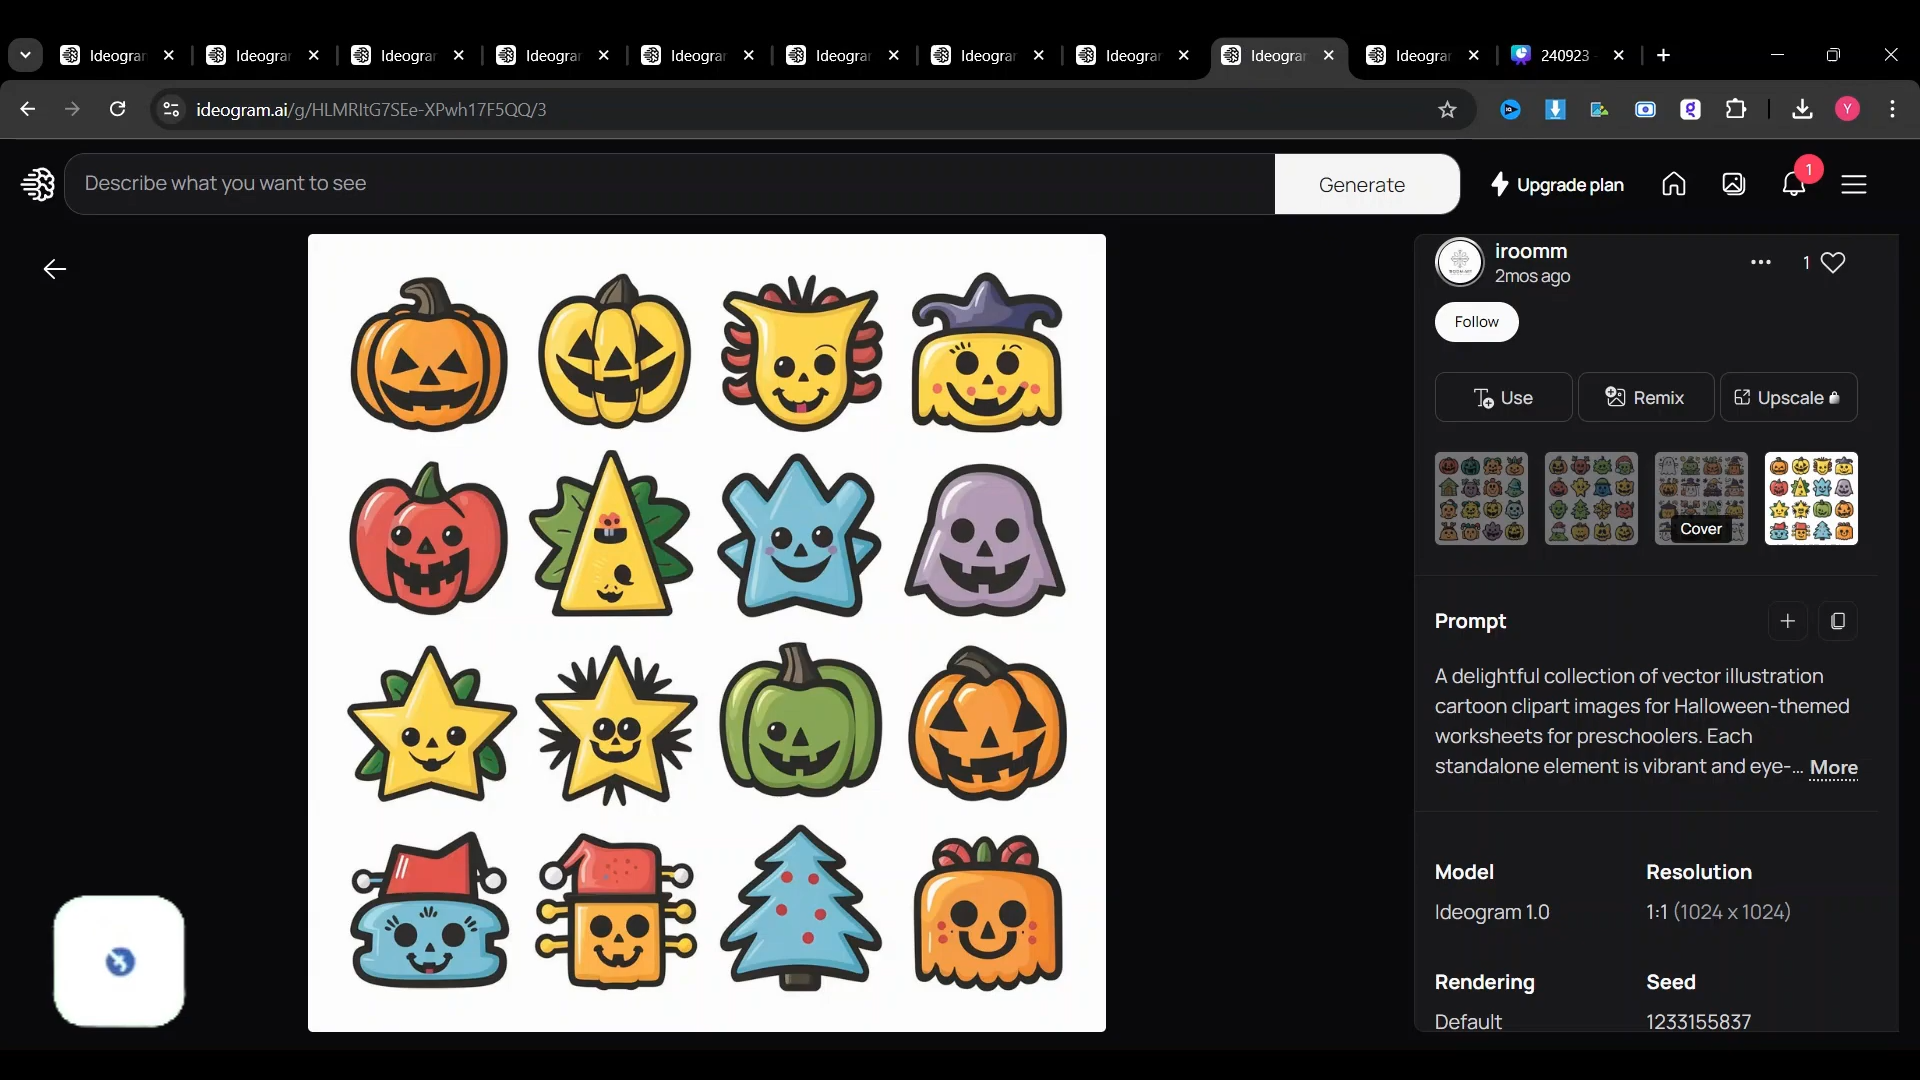 Ideogra
Ideogra
Ideogra
Ideogra
Ideogra
Ideogra
Ideogra
Ideogra
Ideogra
Ideogra
240923
ideogram.ai/g/HLMRItG7SEe-XPwh17F5QQ/3
Y
Describe what you want to see
Generate
Upgrade plan
1
iroomm
2mos ago
1
Follow
Use
Remix
Upscale
Cover
Prompt
A delightful collection of vector illustration
cartoon clipart images for Halloween-themed
worksheets for preschoolers. Each
standalone element is vibrant and eye-... More
Model
Resolution
Ideogram 1.0
1:1 (1024 x 1024)
Rendering
Seed
Default
1233155837